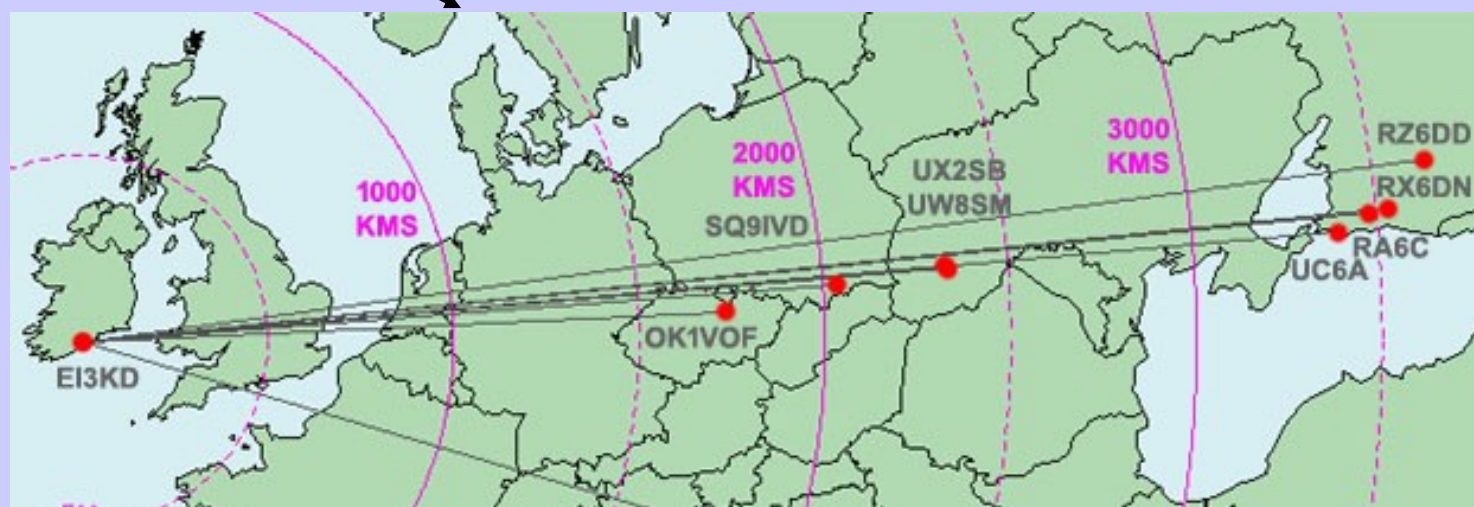 3000
KMS
RZ6DD
2000
KMS
UX2SB
UW8SM
1000
KMS
RX6DN
SQ9IVD
RA6C
UC6A
OK1VOF
EI3KD